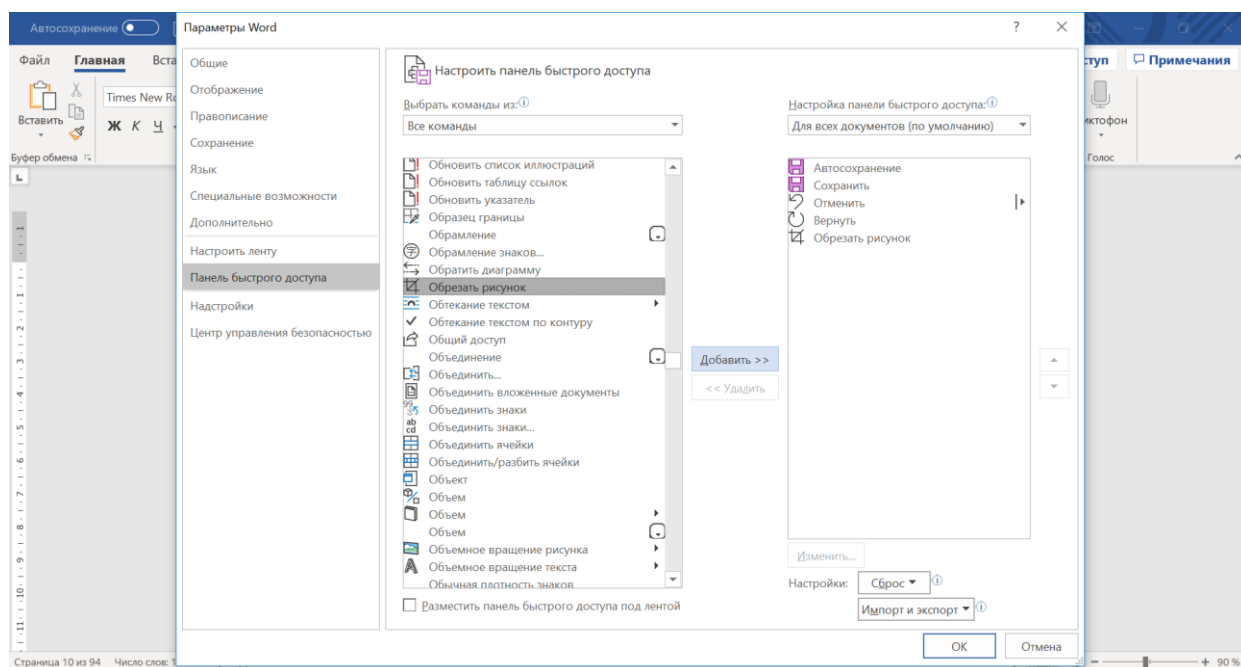 Автосохранение
Параметры Word
?
Файл
Главная
Вста
Примечания
Вставить
Times New Ro
Ж К Ч
Буфер обмена
Голос
Общие
Отображение
Правописание
Сохранение
Язык
Специальные возможности
Дополнительно
Настроить ленту
Панель быстрого доступа
Надстройки
Центр управления безопасностью
Настроить панель быстрого доступа
Выбрать команды из:
Все команды
Обновить список иллюстраций
Обновить таблицу ссылок
Обновить указатель
Образец границы
Обрамление
Обрамление знаков...
Обратить диаграмму
Обрезать рисунок
Обтекание текстом
Обтекание текстом по контуру
Общий доступ
Объединение
Объединить...
Объединить вложенные документы
Объединить знаки
Объединить знаки...
Объединить ячейки
Объединить/разбить ячейки
Объект
Объем
Объем
Объем
Объемное вращение рисунка
Объемное вращение текста
Обычная плотность знаков
Разместить панель быстрого доступа под лентой
Добавить >>
<< Удалить
Настройка панели быстрого доступа:
Для всех документов (по умолчанию)
Автосохранение
Сохранить
Отменить
Вернуть
Обрезать рисунок
Изменить...
Настройки:
Сброс
Импорт и экспорт
ОК
Отмена
Страница 10 из 94
Число слов: 1
90 %